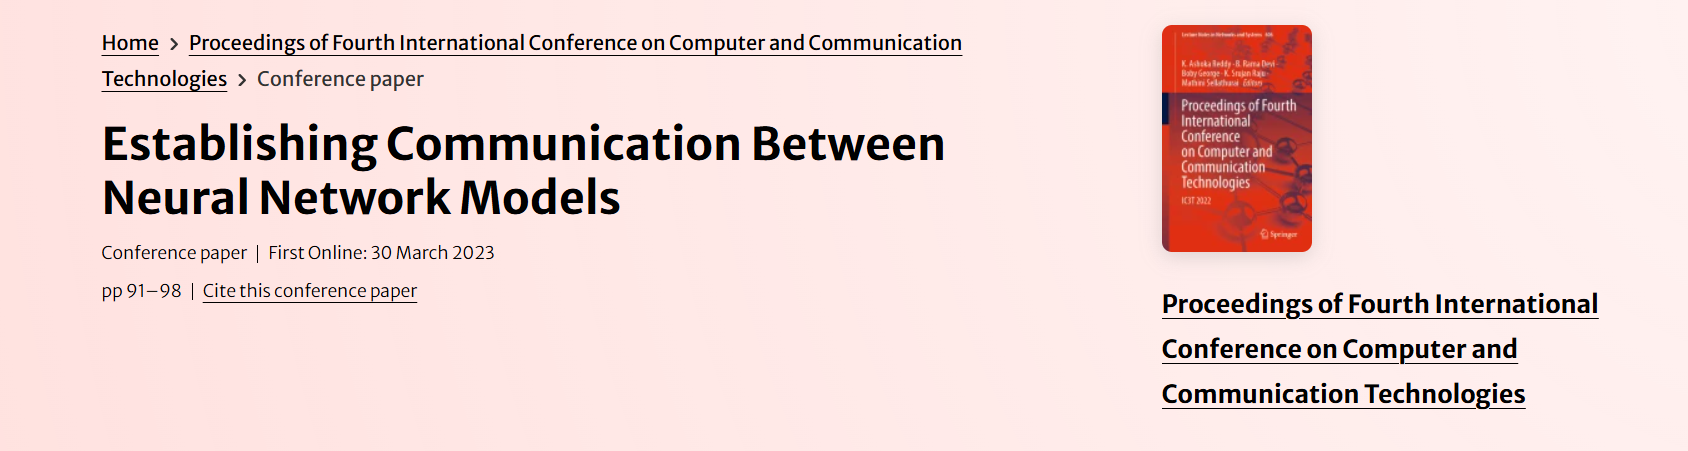 Home > Proceedings of Fourth International Conference on Computer and Communication
Technologies > Conference paper
Establishing Communication Between
Neural Network Models
Conference paper | First Online: 30 March 2023
pp 91–98 | Cite this conference paper
Lecture Notes in Networks and Systems 606
K. Ashoka Reddy · B. Rama Devi ·
Boby George · K. Srujan Raju ·
Mathini Sellathurai Editors
Proceedings of Fourth
International
Conference
on Computer and
Communication
Technologies
IC3T 2022
Springer
Proceedings of Fourth International
Conference on Computer and
Communication Technologies